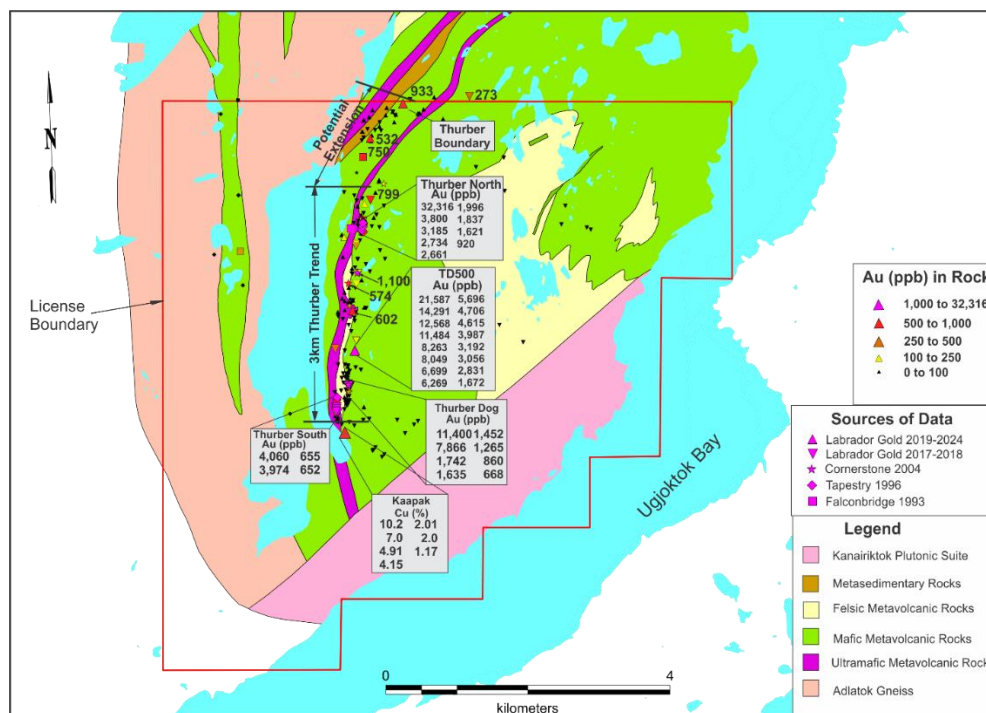 933
273
Potential
Extension
Thurber
Boundary
532
750
N
799
Thurber North
Au (ppb)
32,316 1,996
3,800 1,837
3,185 1,621
2,734 920
2,661
3km Thurber Trend
1,100
574
602
TD500
Au (ppb)
21,587 5,696
14,291 4,706
12,568 4,615
11,484 3,987
8,263 3,192
8,049 3,056
6,699 2,831
6,269 1,672
License
Boundary
Thurber Dog
Au (ppb)
11,400 1,452
7,866 1,265
1,742 860
1,635 668
Thurber South
Au (ppb)
4,060 655
3,974 652
Kaapak
Cu (%)
10.2 2.01
7.0 2.0
4.91 1.17
4.15
Ugjoktok Bay
0 4
kilometers
Au (ppb) in Rock
1,000 to 32,316
500 to 1,000
250 to 500
100 to 250
0 to 100
Sources of Data
Labrador Gold 2019-2024
Labrador Gold 2017-2018
Cornerstone 2004
Tapestry 1996
Falconbridge 1993
Legend
Kanairiktok Plutonic Suite
Metasedimentary Rocks
Felsic Metavolcanic Rocks
Mafic Metavolcanic Rocks
Ultramafic Metavolcanic Rock
Adlatok Gneiss